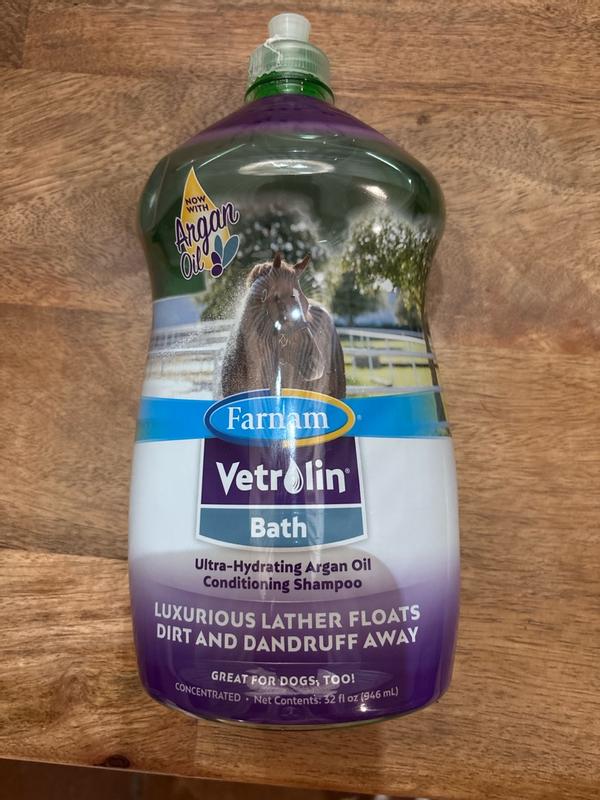 NOW
WITH
Argan
Oil
Farnam®
Vetrolin®
Bath
Ultra-Hydrating Argan Oil
Conditioning Shampoo
LUXURIOUS LATHER FLOATS
DIRT AND DANDRUFF AWAY
GREAT FOR DOGS, TOO!
CONCENTRATED • Net Contents: 32 fl oz (946 mL)